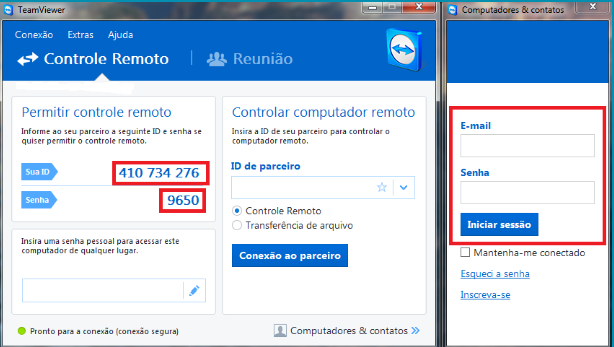 TeamViewer
Conexão Extras Ajuda
Controle Remoto
Reunião
Permitir controle remoto
Informe ao seu parceiro a seguinte ID e senha se
quiser permitir o controle remoto.
Sua ID 410 734 276
Senha 9650
Insira uma senha pessoal para acessar este
computador de qualquer lugar.
Controlar computador remoto
Insira a ID de seu parceiro para controlar o
computador remoto.
ID de parceiro
Controle Remoto
Transferência de arquivo
Conexão ao parceiro
Pronto para a conexão (conexão segura)
Computadores & contatos
Computadores & contatos
E-mail
Senha
Iniciar sessão
Mantenha-me conectado
Esqueci a senha
Inscreva-se